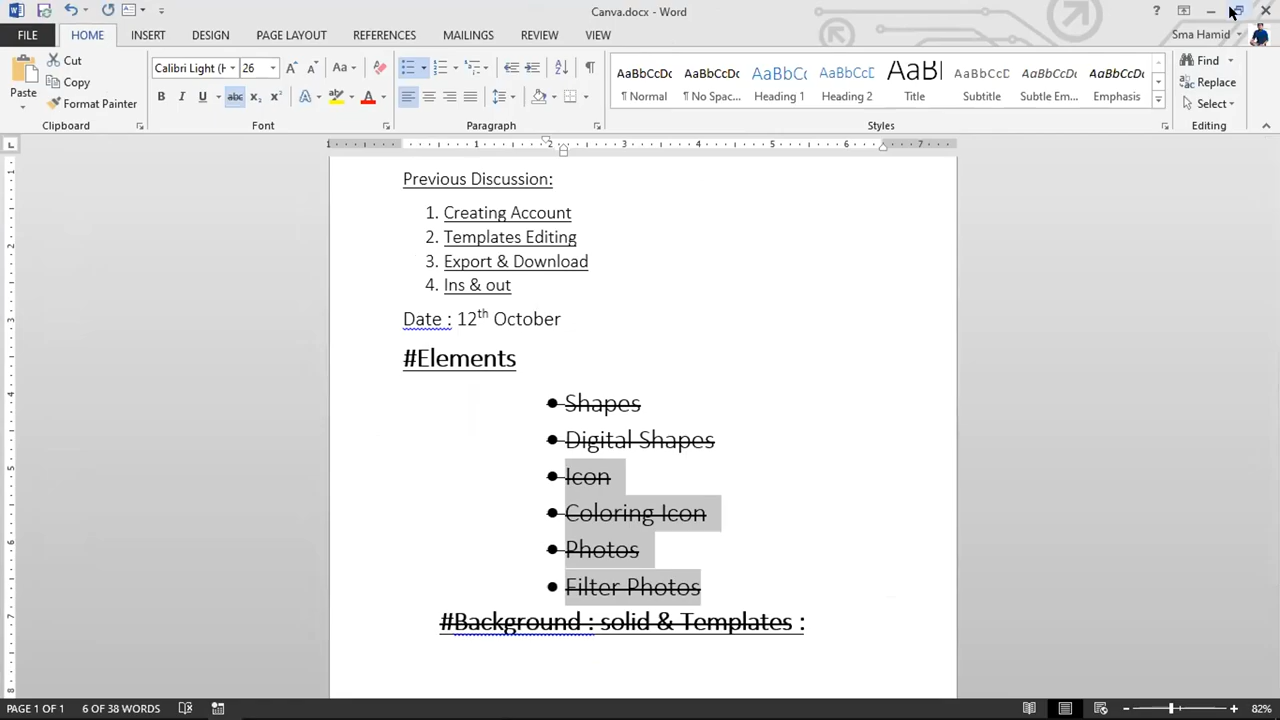 Canva.docx - Word
FILE HOME INSERT DESIGN PAGE LAYOUT REFERENCES MAILINGS REVIEW VIEW
Sma Hamid
Paste
Cut
Copy
Format Painter
Calibri Light (H 26
AaBbCcDc AaBbCcDc AaBbCc AaBbCcD AaBl AaBbCcD AaBbCcDc AaBbCcDc
¶ Normal ¶ No Spac... Heading 1 Heading 2 Title Subtitle Subtle Em... Emphasis
Find
Replace
Select
Clipboard Font Paragraph Styles Editing
Previous Discussion:
1. Creating Account
2. Templates Editing
3. Export & Download
4. Ins & out
Date : 12th October
#Elements
• Shapes
• Digital Shapes
• Icon
• Coloring Icon
• Photos
• Filter Photos
#Background : solid & Templates :
PAGE 1 OF 1 6 OF 38 WORDS 82%